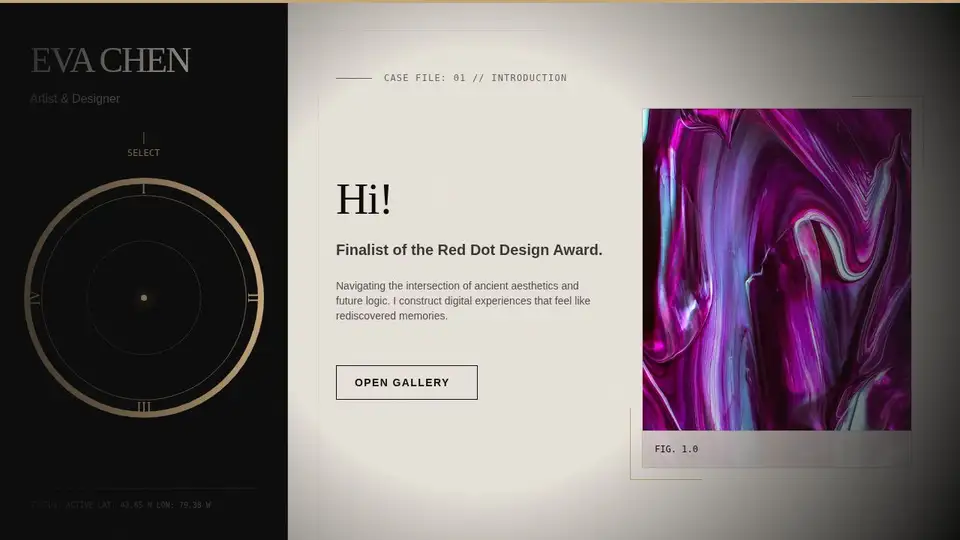 EVA CHEN
Artist & Designer
SELECT
I
II
III
IV
ACTIVE LAT: 43.65 N LON: 79.38 W
CASE FILE: 01 // INTRODUCTION
Hi!
Finalist of the Red Dot Design Award.
Navigating the intersection of ancient aesthetics and
future logic. I construct digital experiences that feel like
rediscovered memories.
OPEN GALLERY
FIG. 1.0